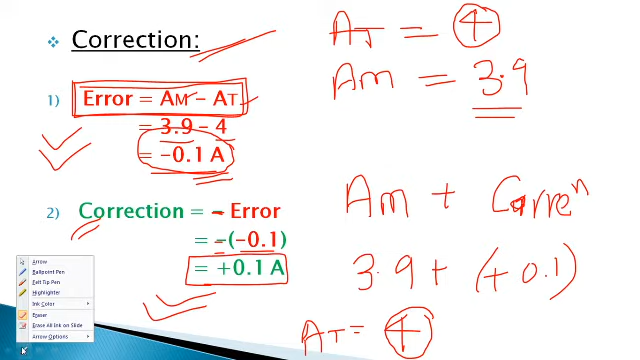 Correction:
1) Error = AM – AT
= 3.9 – 4
= -0.1 A
2) Correction = - Error
= -(-0.1)
= +0.1 A
Arrow
Ballpoint Pen
Felt Tip Pen
Highlighter
Ink Color
Eraser
Erase All Ink on Slide
Arrow Options
AT = 4
AM = 3.9
Am + Corren
3.9 + (+0.1)
AT = 4